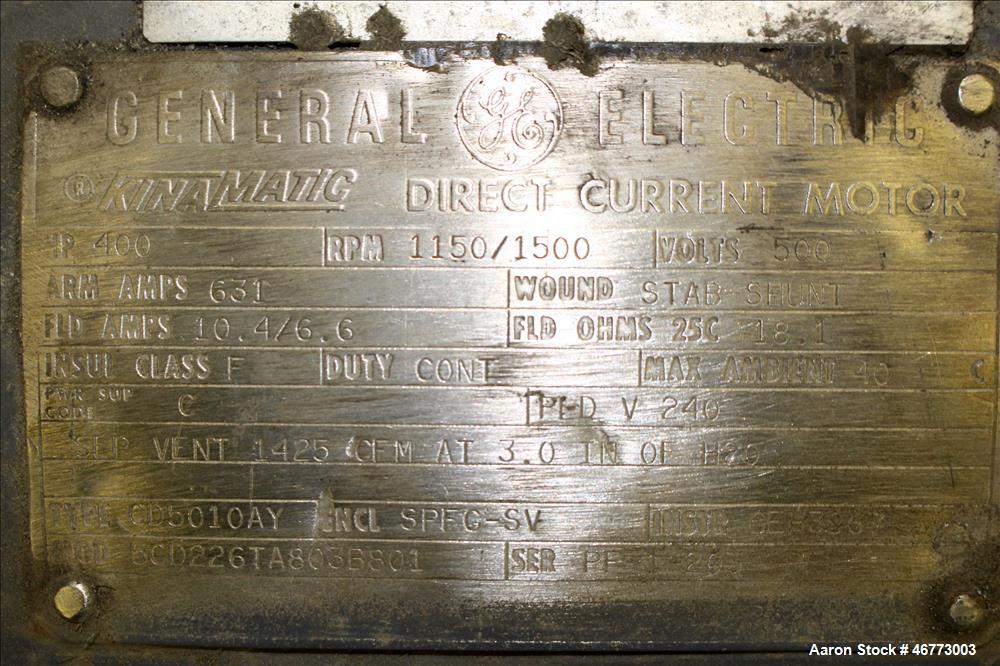 GENERAL GE ELECTRIC
® KINAMATIC DIRECT CURRENT MOTOR
HP 400 RPM 1150/1500 VOLTS 500
ARM AMPS 631 WOUND STAB SHUNT
FLD AMPS 10.4/6.6 FLD OHMS 25C 18.1
INSUL CLASS F DUTY CONT MAX AMBIENT 40 C
PWR SUP
CODE C FLD V 240
SEP VENT 1425 CFM AT 3.0 IN OF H2O
TYPE CD5010AY ENCL SPFG-SV INSTR
MOD 5CD226TA803B801 SER
Aaron Stock # 46773003